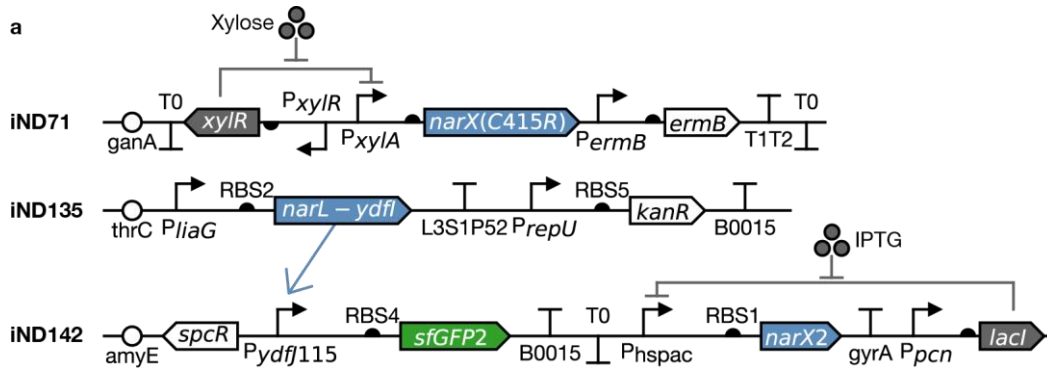 a
Xylose
iND71
ganA
T0
xylR
PxylR
PxylA
narX(C415R)
PermB
ermB
T1T2
T0
iND135
thrC
PliaG
RBS2
narL – ydfI
L3S1P52
PrepU
RBS5
kanR
B0015
IPTG
iND142
amyE
spcR
PydfJ115
RBS4
sfGFP2
B0015
T0
Phspac
RBS1
narX2
gyrA
Ppcn
lacI